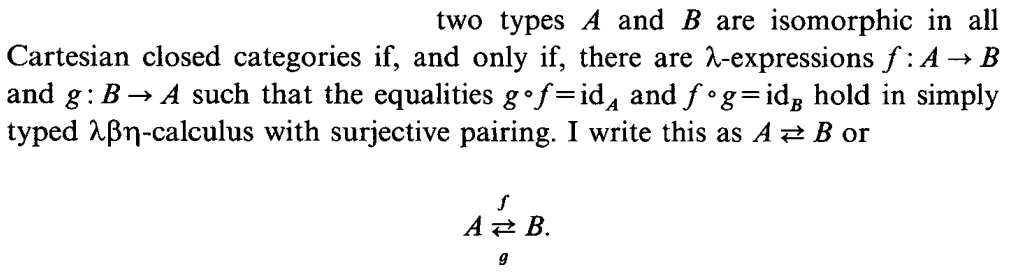 two types A and B are isomorphic in all
Cartesian closed categories if, and only if, there are λ-expressions f : A → B
and g : B → A such that the equalities g∘f = id_A and f∘g = id_B hold in simply
typed λβη-calculus with surjective pairing. I write this as A ⇄ B or
f
A ⇄ B.
g